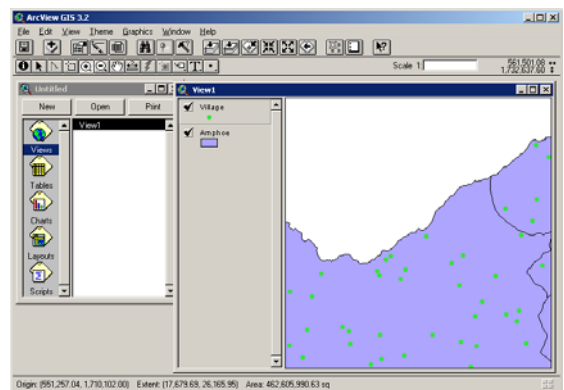 ArcView GIS 3.2
File Edit View Theme Graphics Window Help
Scale 1:
561,501.08
1,732,637.60
Untitled
New Open Print
Views
Tables
Charts
Layouts
Scripts
View1
View1
Village
Amphoe
Origin: (551,257.04, 1,710,102.00) Extent: (17,679.69, 26,165.95) Area: 462,605,990.63 sq